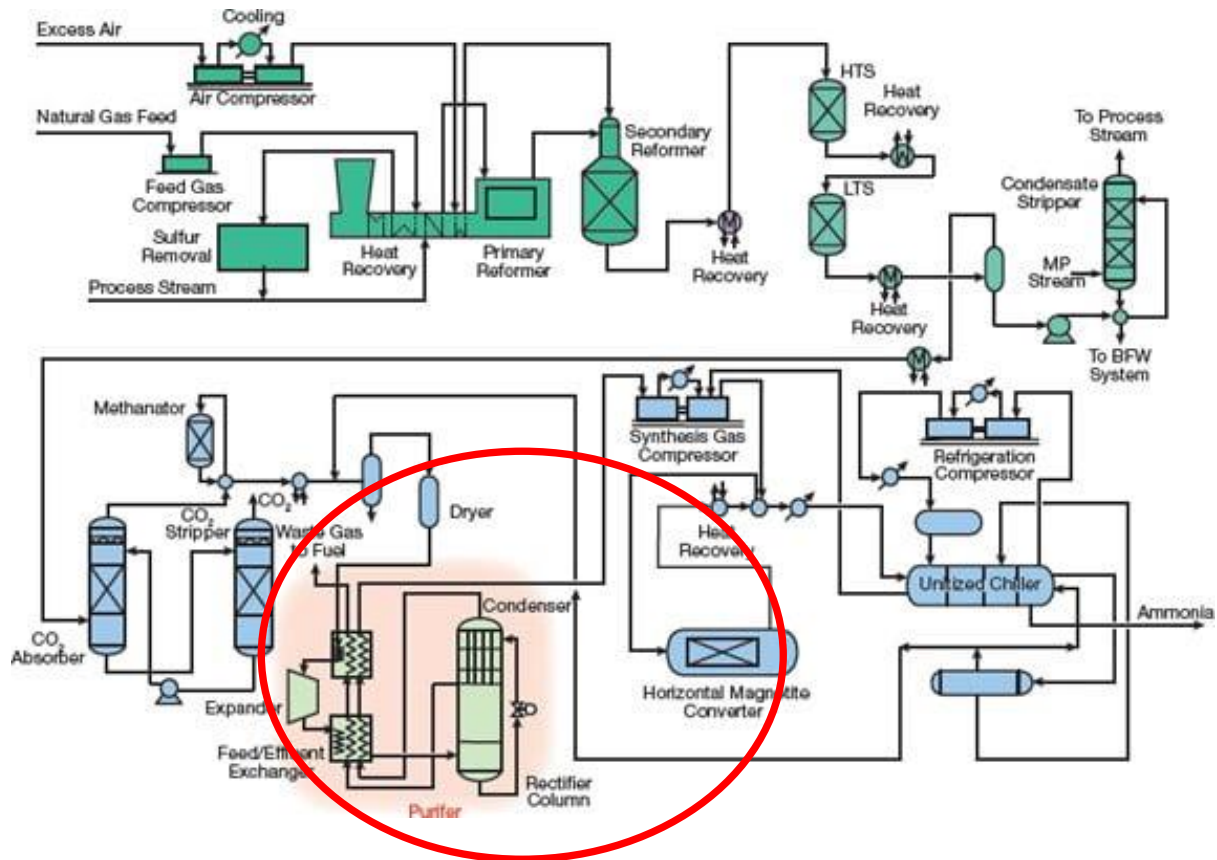 Cooling
Excess Air
Air Compressor
Natural Gas Feed
Feed Gas
Compressor
Sulfur
Removal
Heat
Recovery
Primary
Reformer
Process Stream
Secondary
Reformer
Heat
Recovery
HTS
Heat
Recovery
LTS
Heat
Recovery
To Process
Stream
Condensate
Stripper
MP
Stream
To BFW
System
Methanator
CO2
CO2
Stripper
Waste Gas
to Fuel
Dryer
CO2
Absorber
Expander
Feed/Effluent
Exchanger
Condenser
Rectifier
Column
Purifer
Synthesis Gas
Compressor
Heat
Recovery
Horizontal Magnetite
Converter
Refrigeration
Compressor
Unitized Chiller
Ammonia